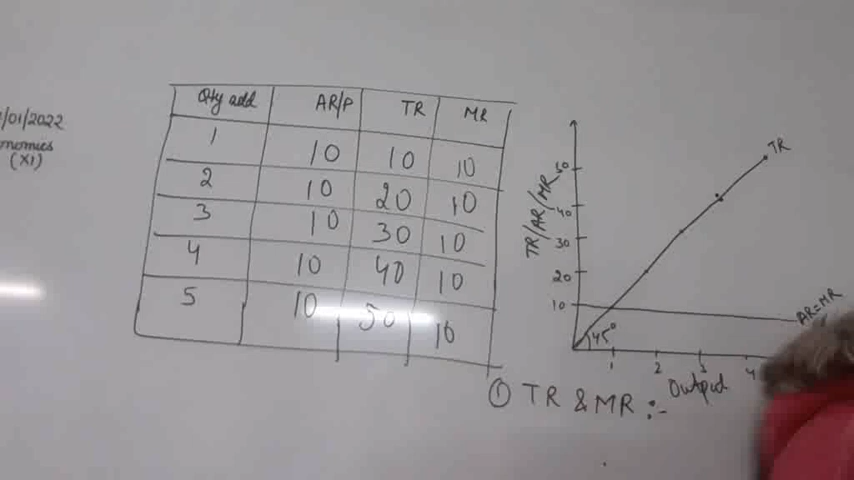 /01/2022
nomics
(XI)
Qty add AR/P TR MR
1 10 10 10
2 10 20 10
3 10 30 10
4 10 40 10
5 10 50 10
TR/AR/MR
50
40
30
20
10
TR
AR=MR
45°
1 2 3 4
Output
① TR & MR :-